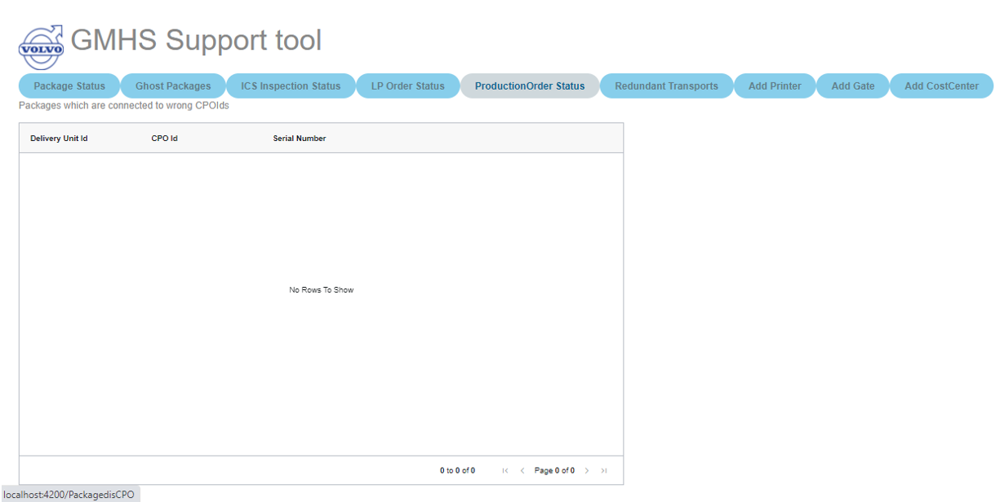 VOLVO
GMHS Support tool
Package Status Ghost Packages ICS Inspection Status LP Order Status ProductionOrder Status Redundant Transports Add Printer Add Gate Add CostCenter
Packages which are connected to wrong CPOIds
Delivery Unit Id CPO Id Serial Number
No Rows To Show
0 to 0 of 0 Page 0 of 0
localhost:4200/PackagedisCPO